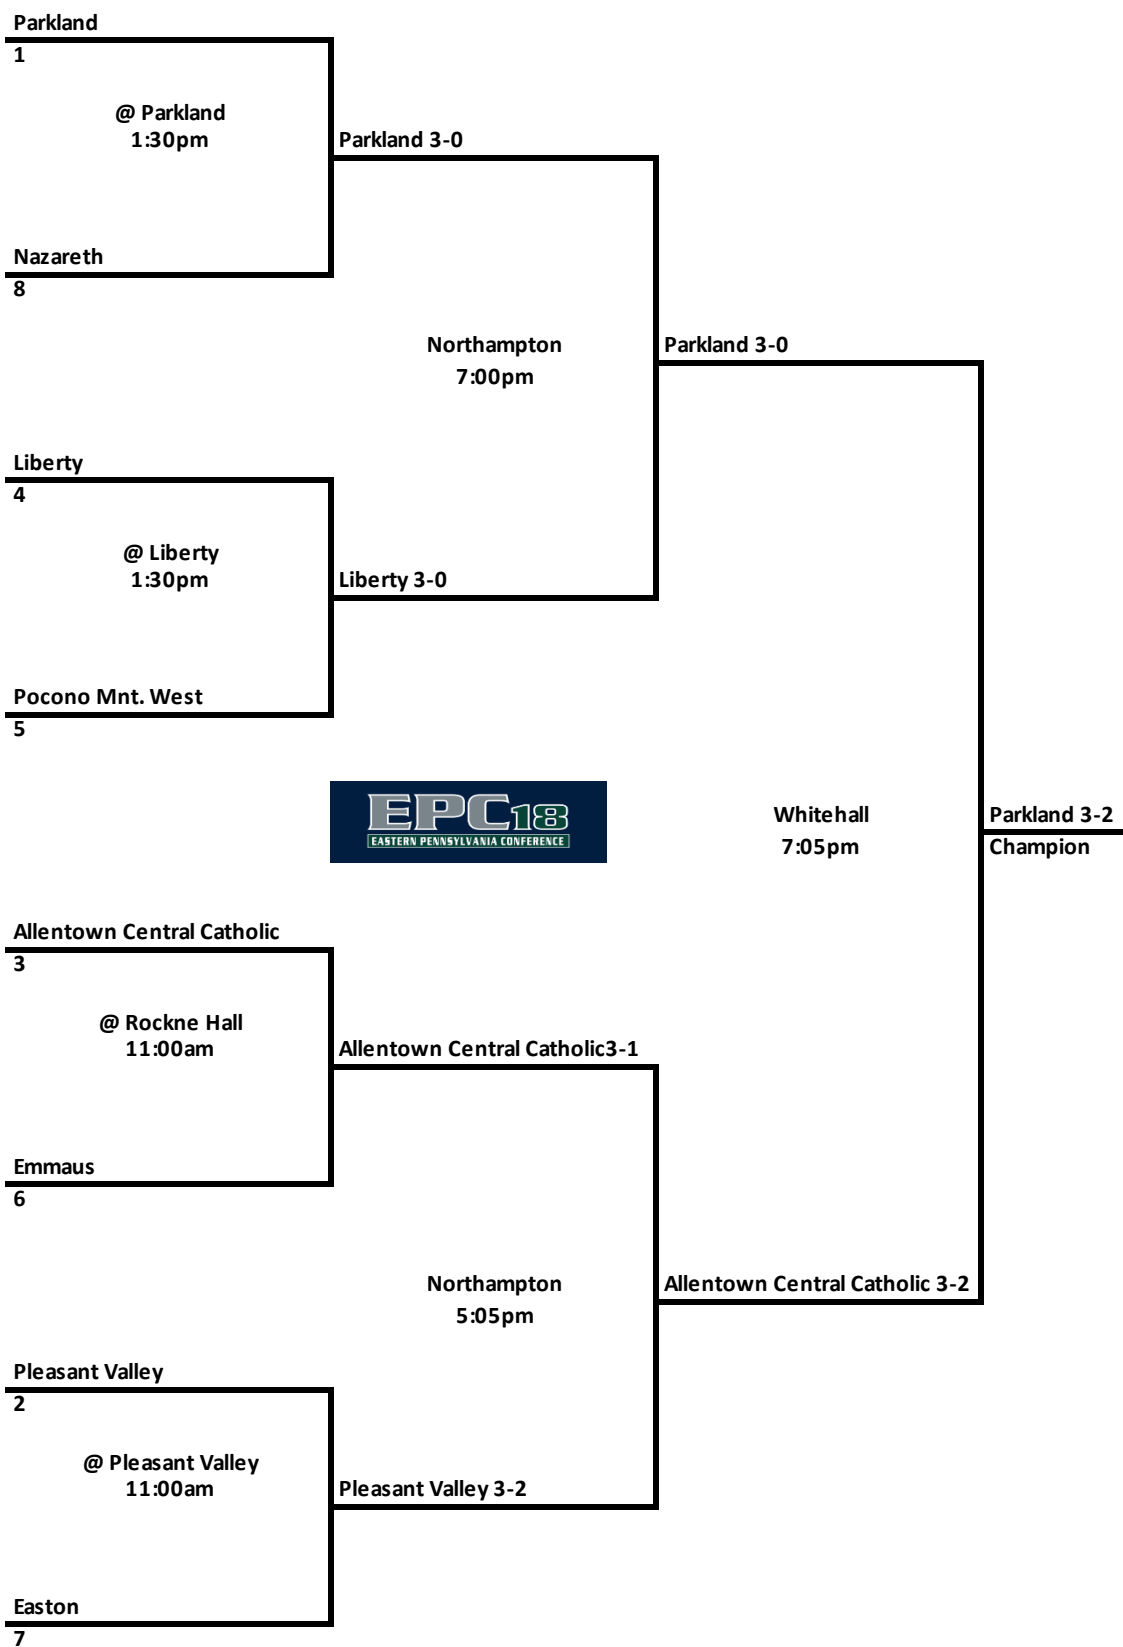 Parkland
1
@ Parkland
1:30pm
Parkland 3-0
Nazareth
8
Northampton
7:00pm
Parkland 3-0
Liberty
4
@ Liberty
1:30pm
Liberty 3-0
Pocono Mnt. West
5
EPC18
EASTERN PENNSYLVANIA CONFERENCE
Whitehall
7:05pm
Parkland 3-2
Champion
Allentown Central Catholic
3
@ Rockne Hall
11:00am
Allentown Central Catholic3-1
Emmaus
6
Northampton
5:05pm
Allentown Central Catholic 3-2
Pleasant Valley
2
@ Pleasant Valley
11:00am
Pleasant Valley 3-2
Easton
7